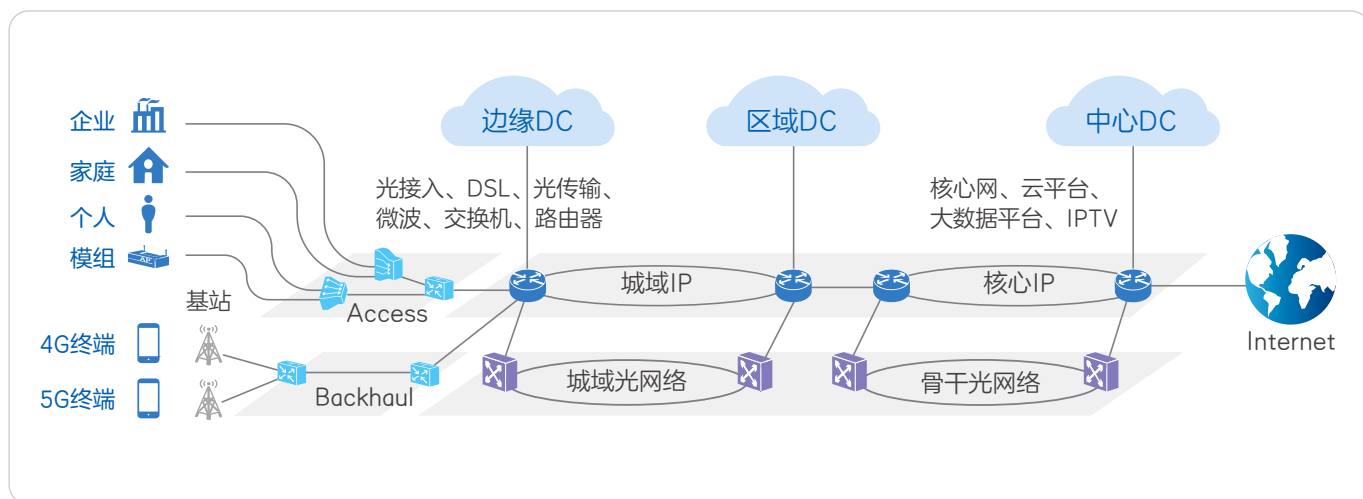 企业
家庭
个人
模组
基站
4G终端
5G终端
边缘DC
区域DC
中心DC
光接入、DSL、光传输、
微波、交换机、路由器
核心网、云平台、
大数据平台、IPTV
城域IP
核心IP
Access
Internet
Backhaul
城域光网络
骨干光网络